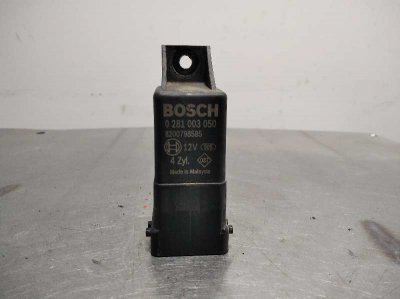 BOSCH
0 281 003 050
8200798585
12V
4 Zyl.
Made in Malaysia